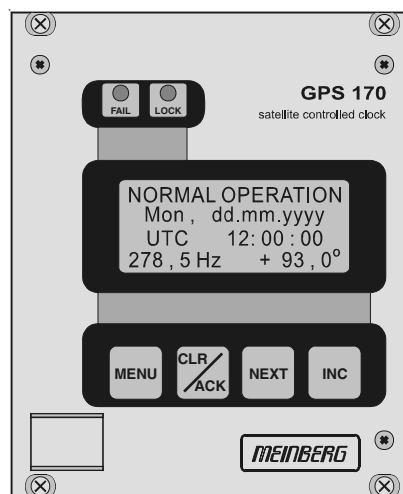 GPS 170
satellite controlled clock
FAIL LOCK
NORMAL OPERATION
Mon , dd.mm.yyyy
UTC 12: 00 : 00
278 , 5 Hz + 93 , 0°
MENU CLR/ACK NEXT INC
MEINBERG